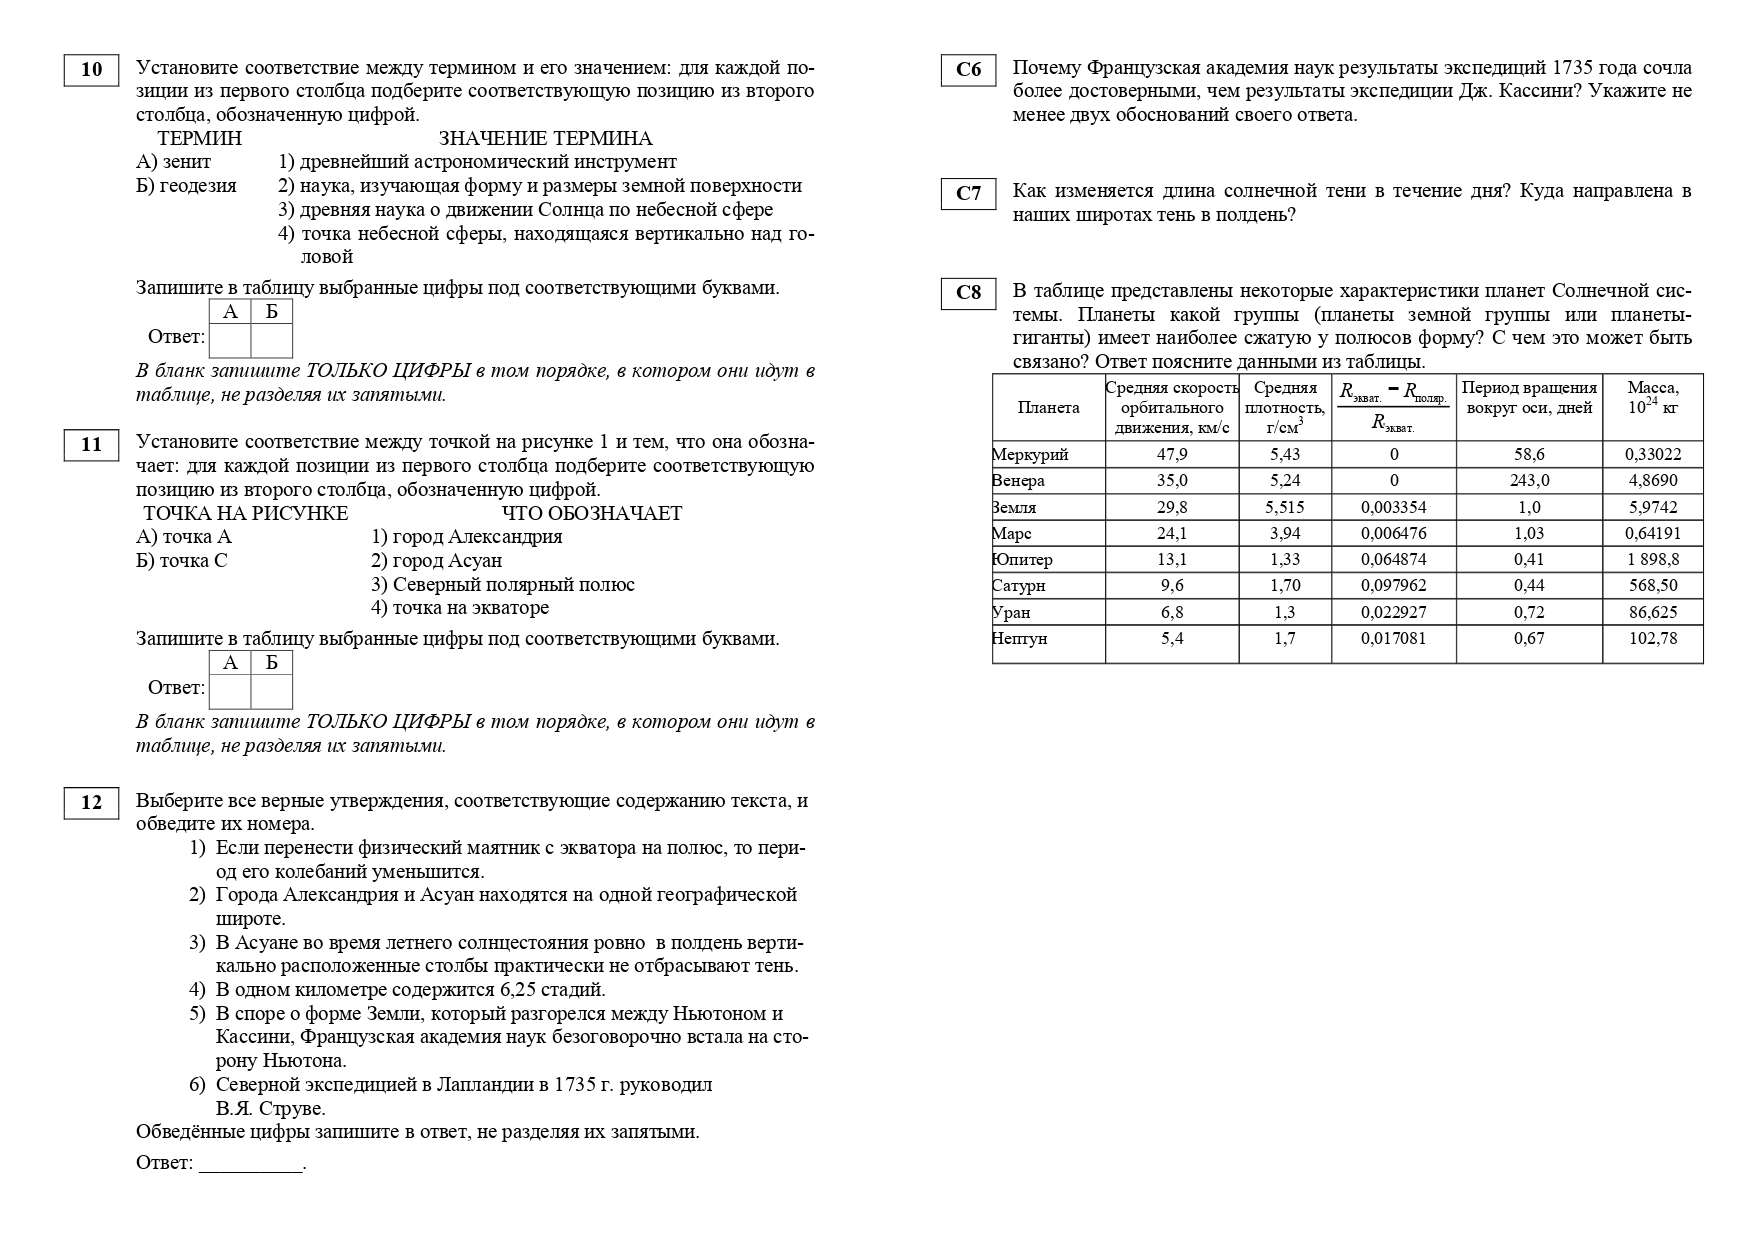 10
Установите соответствие между термином и его значением: для каждой по-
зиции из первого столбца подберите соответствующую позицию из второго
столбца, обозначенную цифрой.
ТЕРМИН ЗНАЧЕНИЕ ТЕРМИНА
А) зенит 1) древнейший астрономический инструмент
Б) геодезия 2) наука, изучающая форму и размеры земной поверхности
3) древняя наука о движении Солнца по небесной сфере
4) точка небесной сферы, находящаяся вертикально над го-
ловой
Запишите в таблицу выбранные цифры под соответствующими буквами.
А Б
Ответ:
В бланк запишите ТОЛЬКО ЦИФРЫ в том порядке, в котором они идут в
таблице, не разделяя их запятыми.
11
Установите соответствие между точкой на рисунке 1 и тем, что она обозна-
чает: для каждой позиции из первого столбца подберите соответствующую
позицию из второго столбца, обозначенную цифрой.
ТОЧКА НА РИСУНКЕ ЧТО ОБОЗНАЧАЕТ
А) точка А 1) город Александрия
Б) точка С 2) город Асуан
3) Северный полярный полюс
4) точка на экваторе
Запишите в таблицу выбранные цифры под соответствующими буквами.
А Б
Ответ:
В бланк запишите ТОЛЬКО ЦИФРЫ в том порядке, в котором они идут в
таблице, не разделяя их запятыми.
12
Выберите все верные утверждения, соответствующие содержанию текста, и
обведите их номера.
1) Если перенести физический маятник с экватора на полюс, то пери-
од его колебаний уменьшится.
2) Города Александрия и Асуан находятся на одной географической
широте.
3) В Асуане во время летнего солнцестояния ровно в полдень верти-
кально расположенные столбы практически не отбрасывают тень.
4) В одном километре содержится 6,25 стадий.
5) В споре о форме Земли, который разгорелся между Ньютоном и
Кассини, Французская академия наук безоговорочно встала на сто-
рону Ньютона.
6) Северной экспедицией в Лапландии в 1735 г. руководил
В.Я. Струве.
Обведённые цифры запишите в ответ, не разделяя их запятыми.
Ответ: __________.
С6
Почему Французская академия наук результаты экспедиций 1735 года сочла
более достоверными, чем результаты экспедиции Дж. Кассини? Укажите не
менее двух обоснований своего ответа.
С7
Как изменяется длина солнечной тени в течение дня? Куда направлена в
наших широтах тень в полдень?
С8
В таблице представлены некоторые характеристики планет Солнечной сис-
темы. Планеты какой группы (планеты земной группы или планеты-
гиганты) имеет наиболее сжатую у полюсов форму? С чем это может быть
связано? Ответ поясните данными из таблицы.
Планета
Средняя скорость
орбитального
движения, км/с
Средняя
плотность,
г/см3
Rэкват. − Rполяр.
Rэкват.
Период вращения
вокруг оси, дней
Масса,
1024 кг
Меркурий 47,9 5,43 0 58,6 0,33022
Венера 35,0 5,24 0 243,0 4,8690
Земля 29,8 5,515 0,003354 1,0 5,9742
Марс 24,1 3,94 0,006476 1,03 0,64191
Юпитер 13,1 1,33 0,064874 0,41 1 898,8
Сатурн 9,6 1,70 0,097962 0,44 568,50
Уран 6,8 1,3 0,022927 0,72 86,625
Нептун 5,4 1,7 0,017081 0,67 102,78